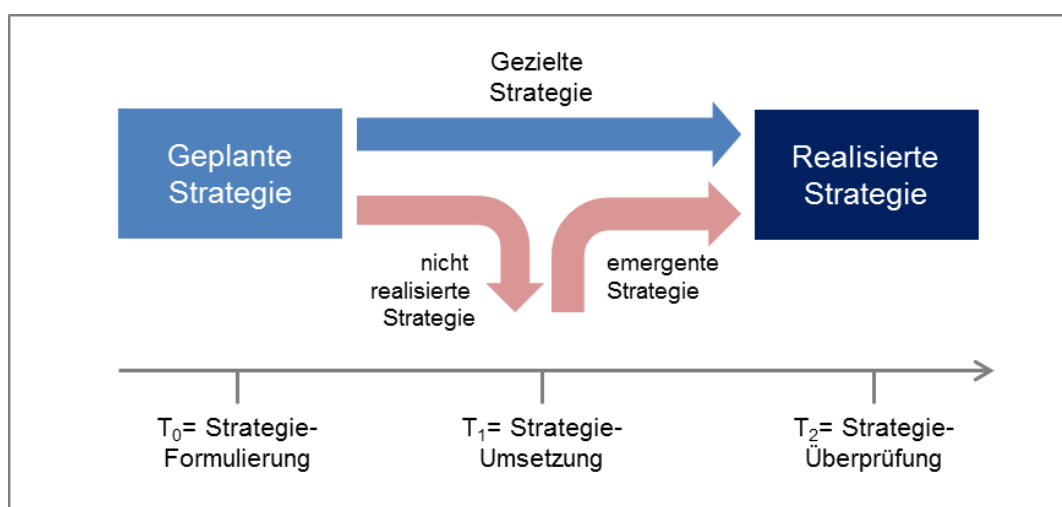 Gezielte
Strategie
Geplante
Strategie
Realisierte
Strategie
nicht
realisierte
Strategie
emergente
Strategie
T₀= Strategie-
Formulierung
T₁= Strategie-
Umsetzung
T₂= Strategie-
Überprüfung